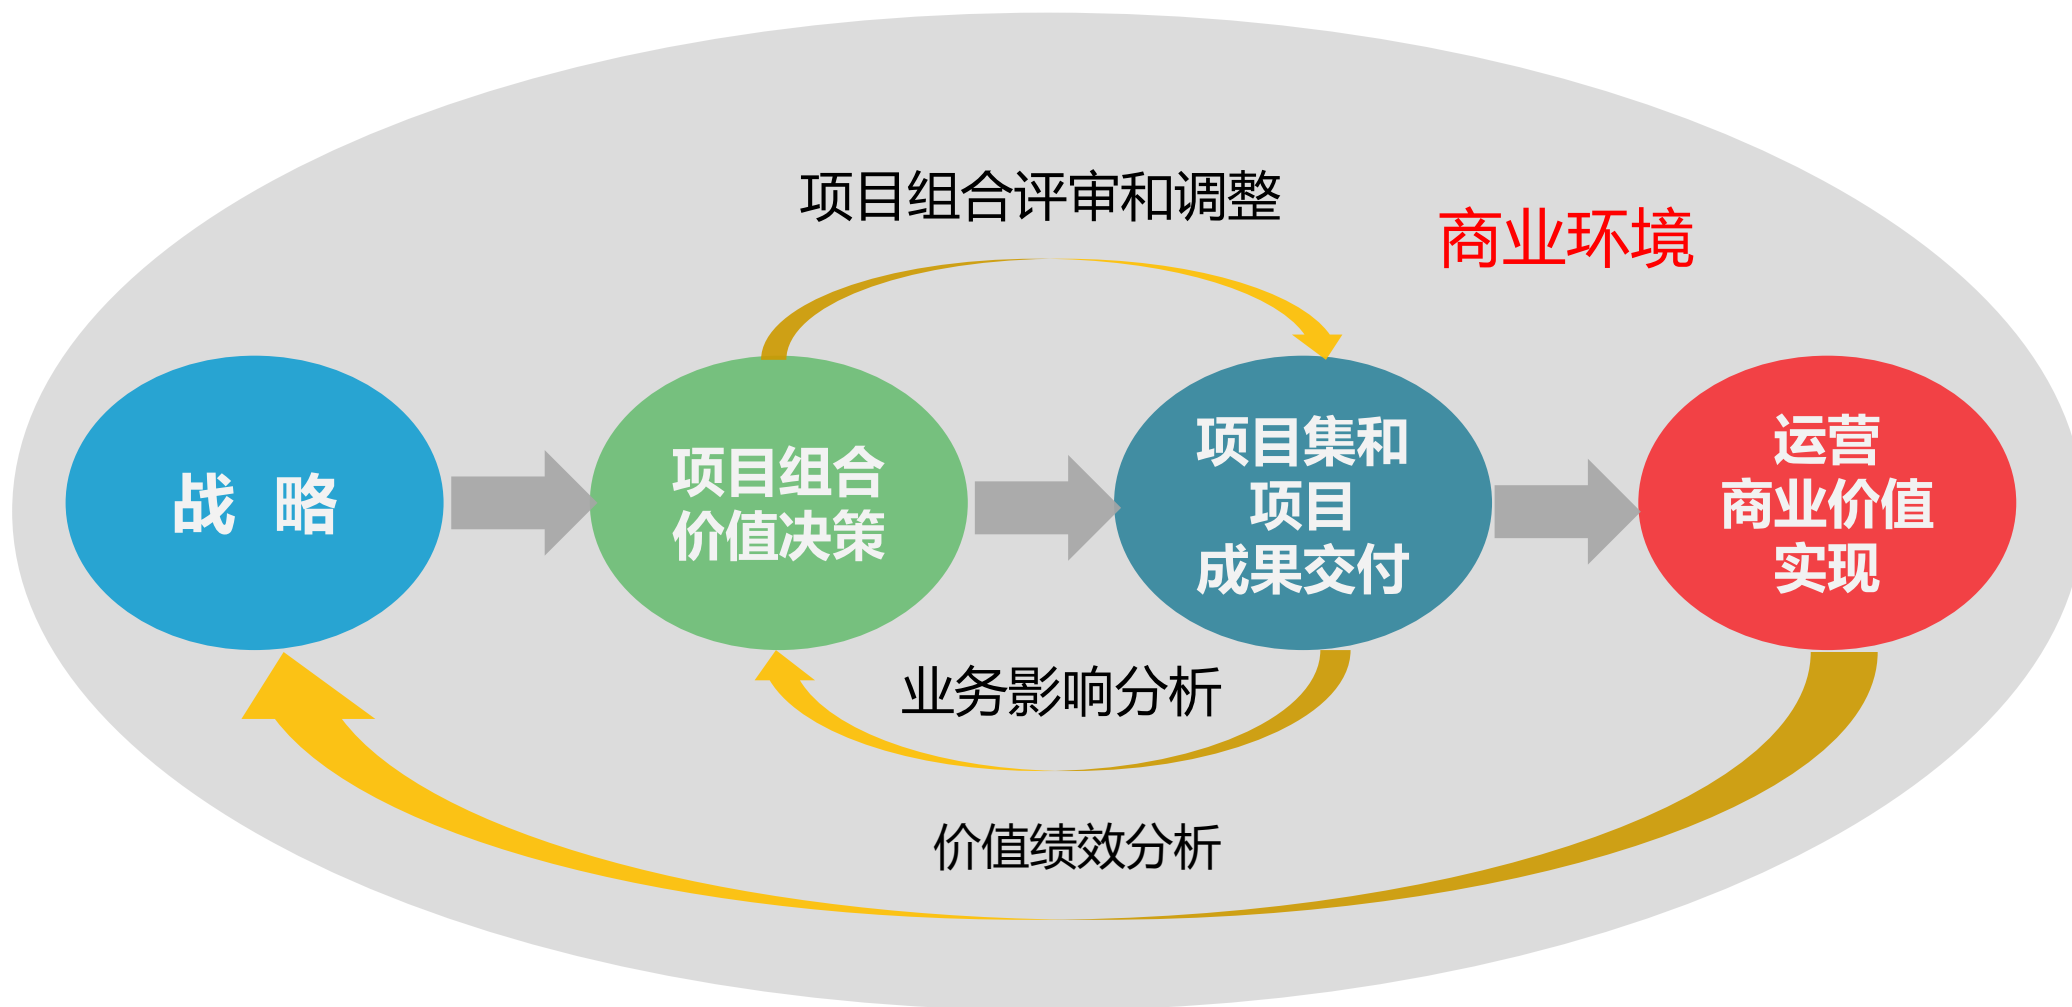 项目组合评审和调整
商业环境
战 略
项目组合
价值决策
项目集和
项目
成果交付
运营
商业价值
实现
业务影响分析
价值绩效分析